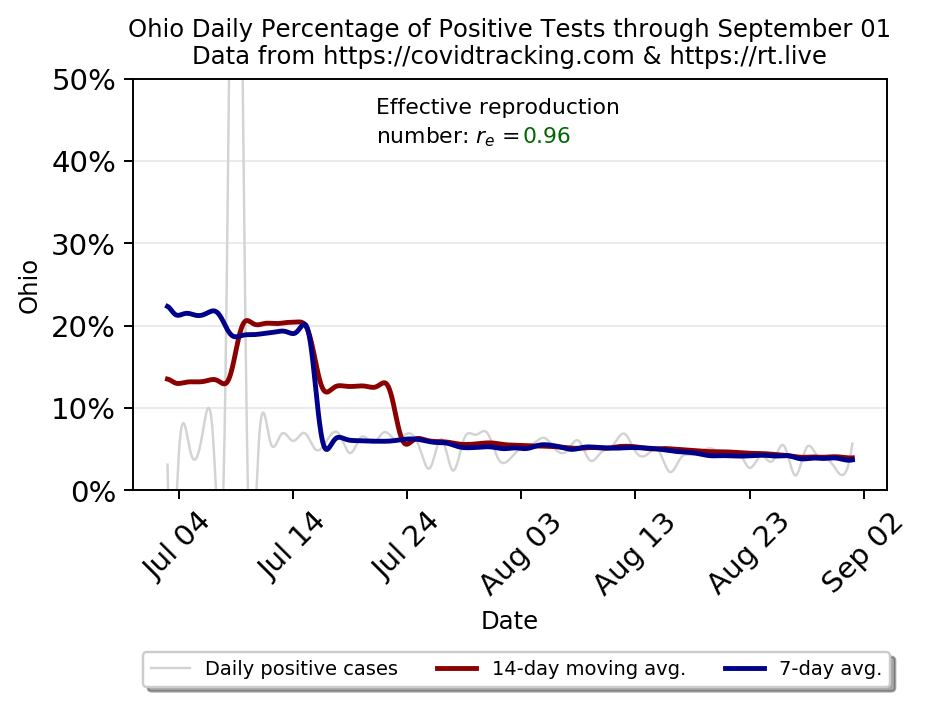 Ohio Daily Percentage of Positive Tests through September 01
Data from https://covidtracking.com & https://rt.live
50%
Effective reproduction
number: rₑ =0.96
40%
30%
Ohio
20%
10%
0%
Jul 04
Jul 14
Jul 24
Aug 03
Aug 13
Aug 23
Sep 02
Date
Daily positive cases
14-day moving avg.
7-day avg.